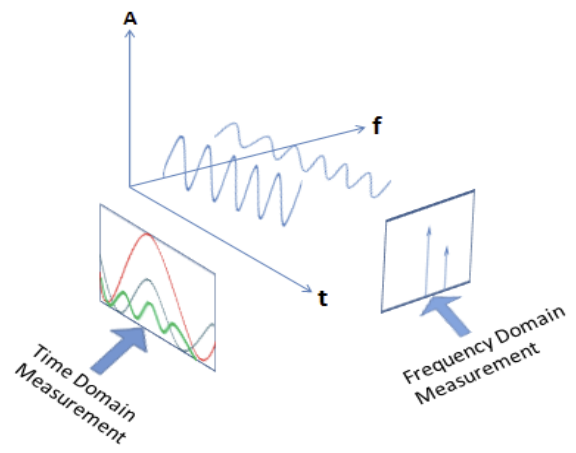 A
f
t
Time Domain
Measurement
Frequency Domain
Measurement